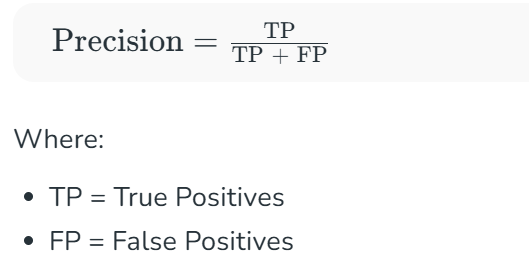 Precision = TP / TP + FP
Where:
• TP = True Positives
• FP = False Positives